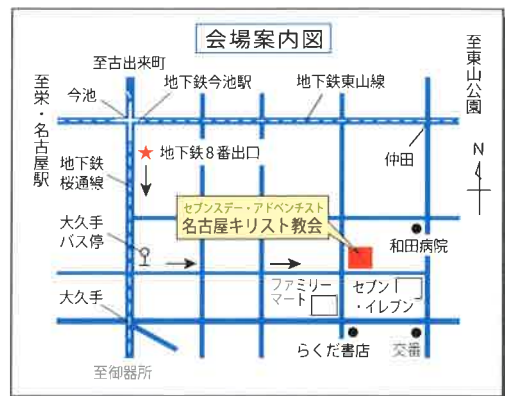 会場案内図
至東山公園
至古出来町
至栄・名古屋駅
今池
地下鉄今池駅
地下鉄東山線
仲田
N
地下鉄8番出口
地下鉄
桜通線
セブンスデー・アドベンチスト
名古屋キリスト教会
大久手
バス停
和田病院
ファミリー
マート
セブン
・イレブン
大久手
らくだ書店
交番
至御器所